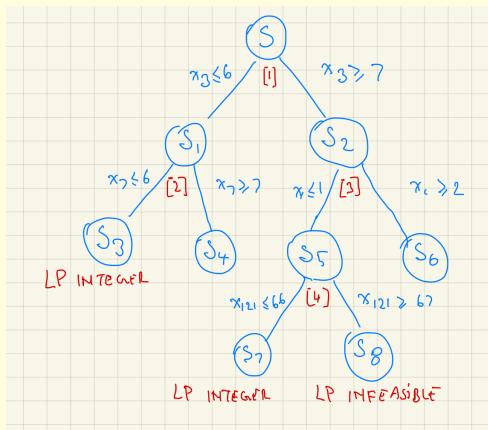 S
x₃≤6 [1] x₃≥7
S₁ S₂
x₇≤6 [2] x₇≥7 x≤1 [3] x₁≥2
S₃ S₄ S₅ S₆
LP INTEGER
x₁₂₁≤66 [4] x₁₂₁≥67
S₇ S₈
LP INTEGER LP INFEASIBLE